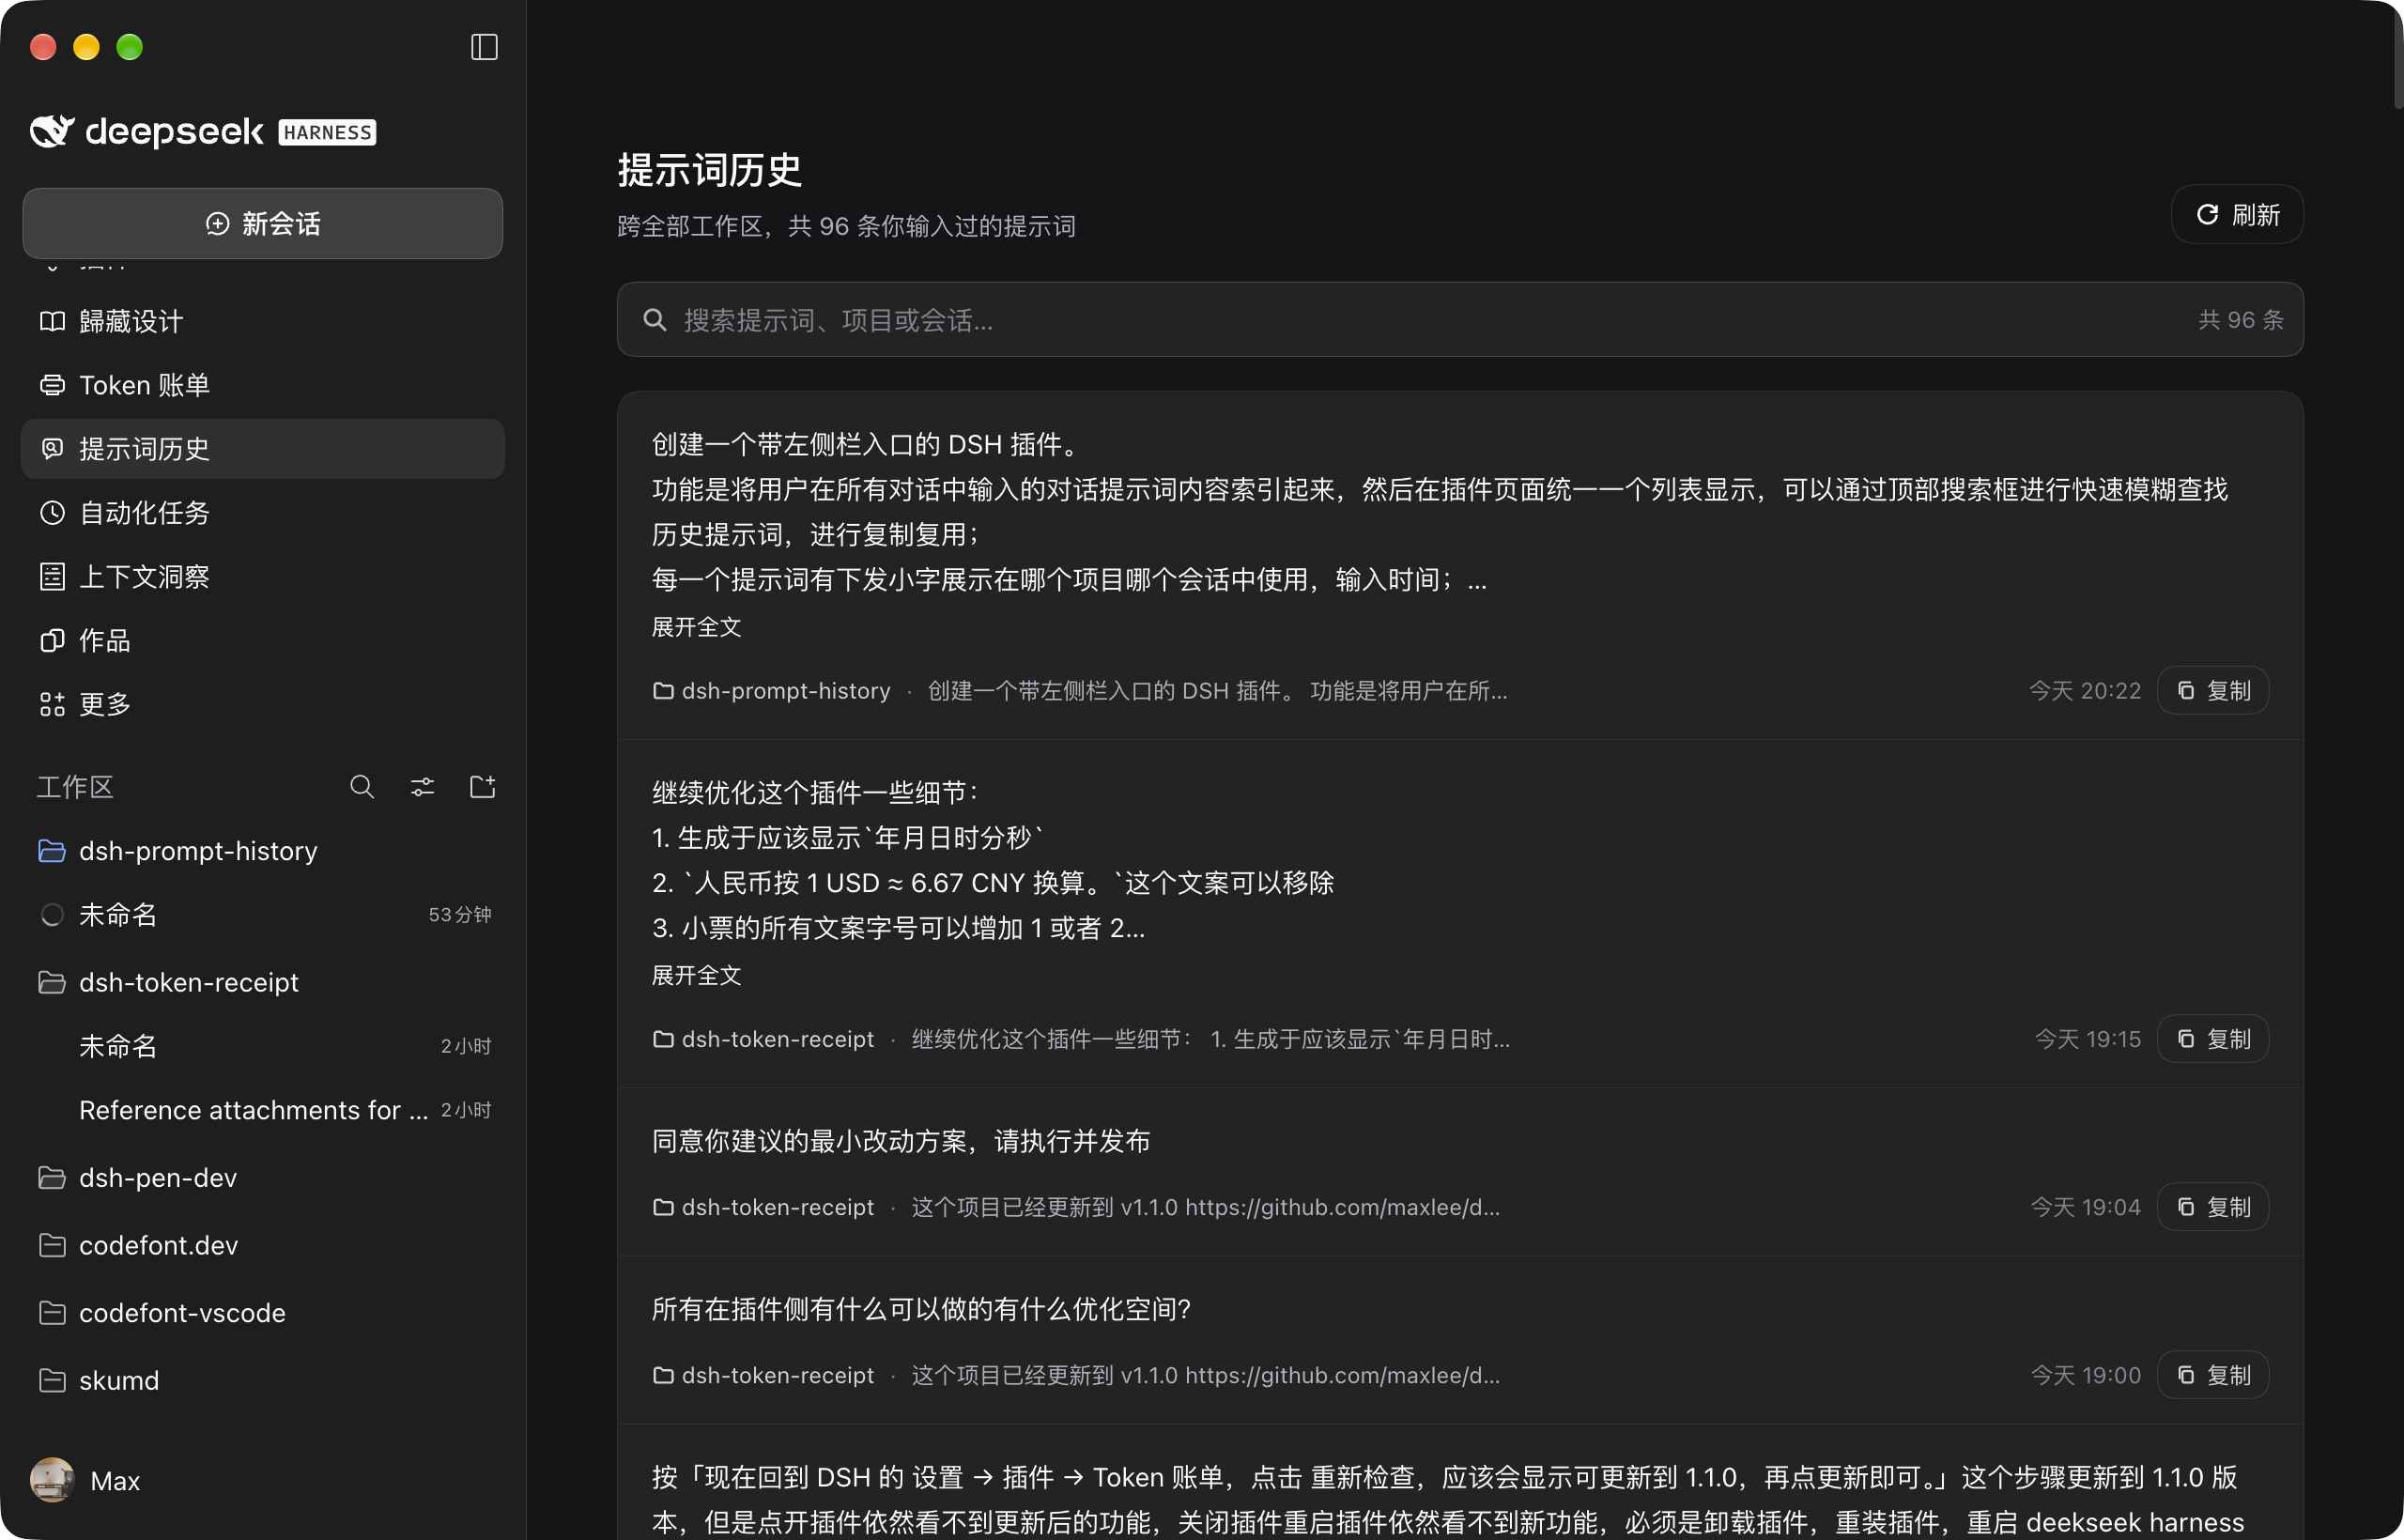 deepseek HARNESS
新会话
歸藏设计
Token 账单
提示词历史
自动化任务
上下文洞察
作品
更多
工作区
dsh-prompt-history
未命名 53分钟
dsh-token-receipt
未命名 2小时
Reference attachments for ... 2小时
dsh-pen-dev
codefont.dev
codefont-vscode
skumd
Max
提示词历史
跨全部工作区，共 96 条你输入过的提示词
刷新
搜索提示词、项目或会话...
共 96 条
创建一个带左侧栏入口的 DSH 插件。
功能是将用户在所有对话中输入的对话提示词内容索引起来，然后在插件页面统一一个列表显示，可以通过顶部搜索框进行快速模糊查找
历史提示词，进行复制复用；
每一个提示词有下发小字展示在哪个项目哪个会话中使用，输入时间；...
展开全文
dsh-prompt-history · 创建一个带左侧栏入口的 DSH 插件。 功能是将用户在所... 今天 20:22 复制
继续优化这个插件一些细节：
1. 生成于应该显示`年月日时分秒`
2. `人民币按 1 USD ≈ 6.67 CNY 换算。`这个文案可以移除
3. 小票的所有文案字号可以增加 1 或者 2...
展开全文
dsh-token-receipt · 继续优化这个插件一些细节： 1. 生成于应该显示`年月日时... 今天 19:15 复制
同意你建议的最小改动方案，请执行并发布
dsh-token-receipt · 这个项目已经更新到 v1.1.0 https://github.com/maxlee/d... 今天 19:04 复制
所有在插件侧有什么可以做的有什么优化空间？
dsh-token-receipt · 这个项目已经更新到 v1.1.0 https://github.com/maxlee/d... 今天 19:00 复制
按「现在回到 DSH 的 设置 → 插件 → Token 账单，点击 重新检查，应该会显示可更新到 1.1.0，再点更新即可。」这个步骤更新到 1.1.0 版
本，但是点开插件依然看不到更新后的功能，关闭插件重启插件依然看不到新功能，必须是卸载插件，重装插件，重启 deekseek harness